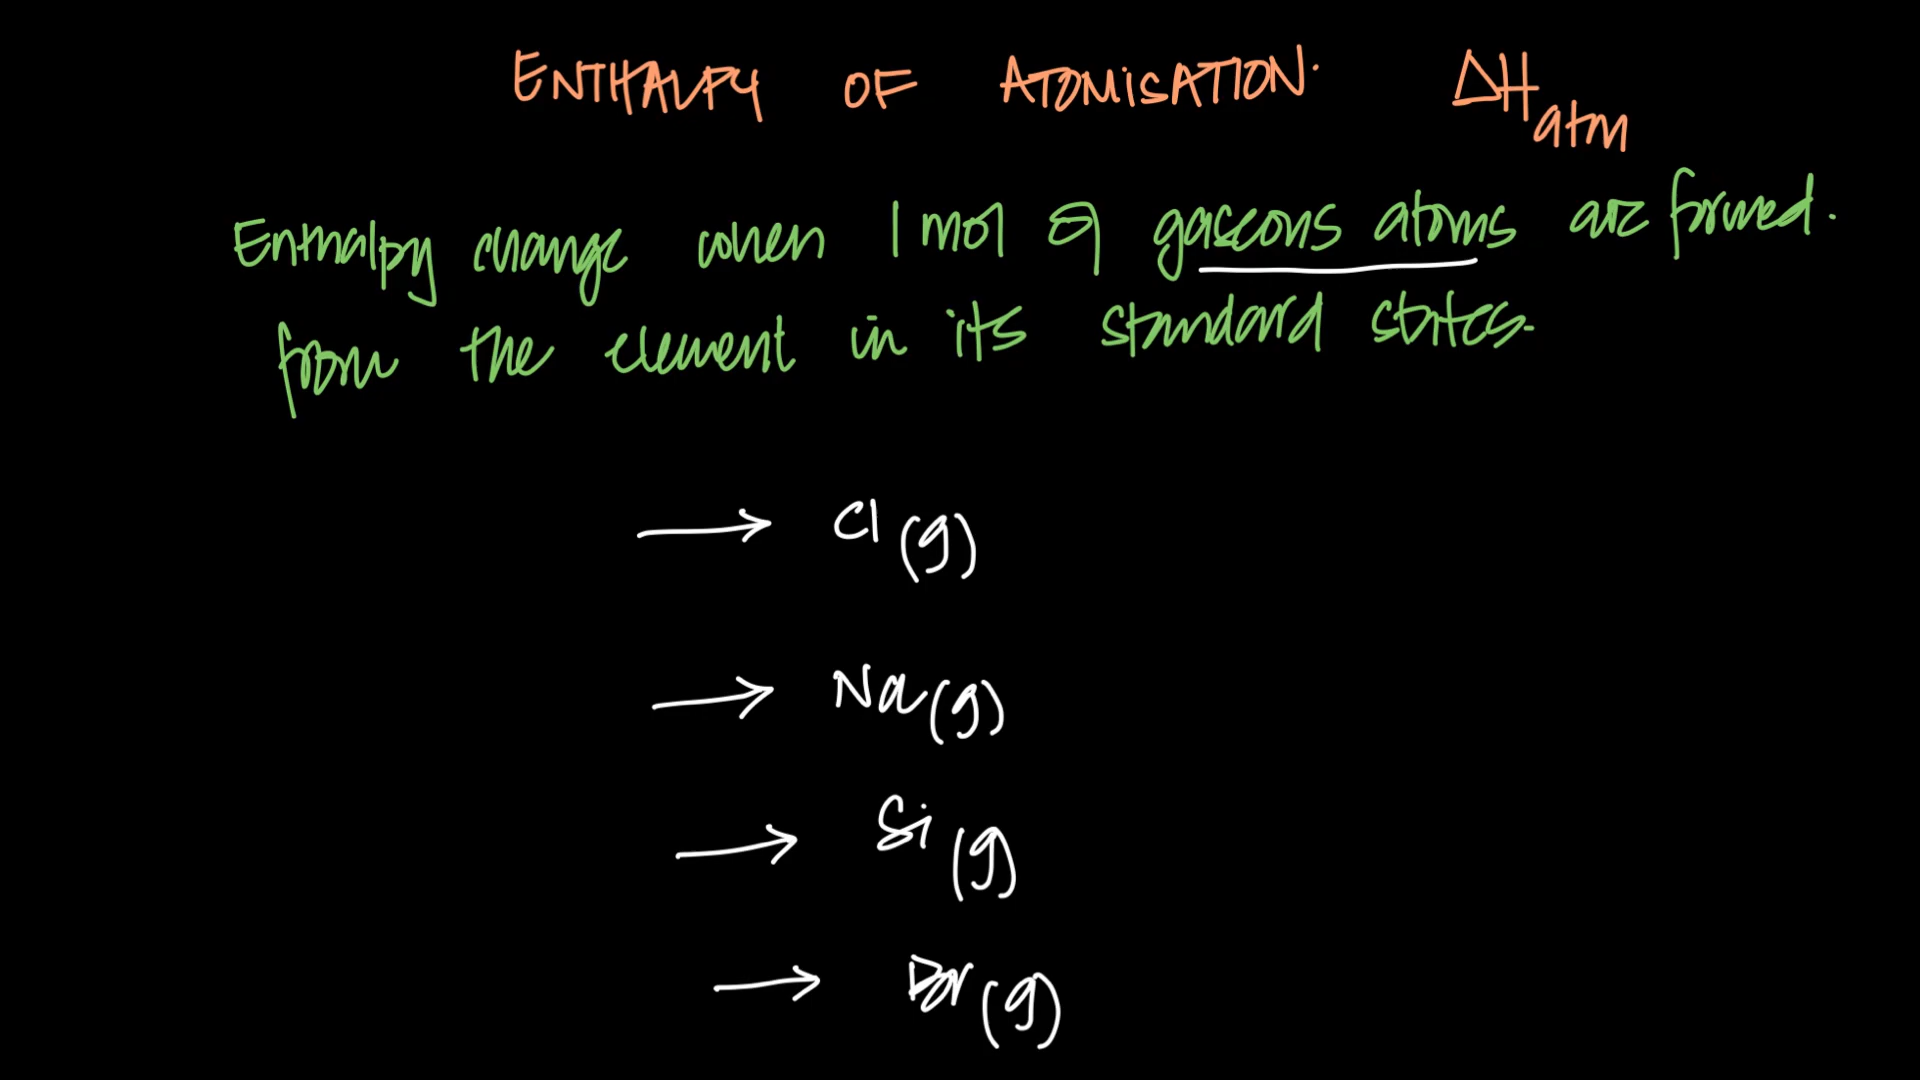 ENTHALPY OF ATOMISATION. ΔHatm
Enthalpy change when 1 mol of gaseous atoms are formed.
from the element in its standard states.
→ Cl(g)
→ Na(g)
→ Si(g)
→ Br(g)